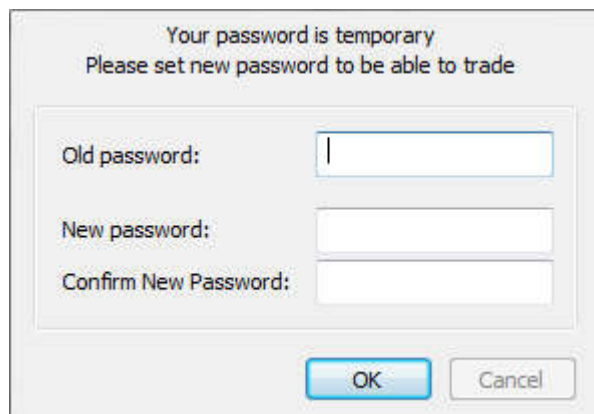 Your password is temporary
Please set new password to be able to trade
Old password:
New password:
Confirm New Password:
OK Cancel